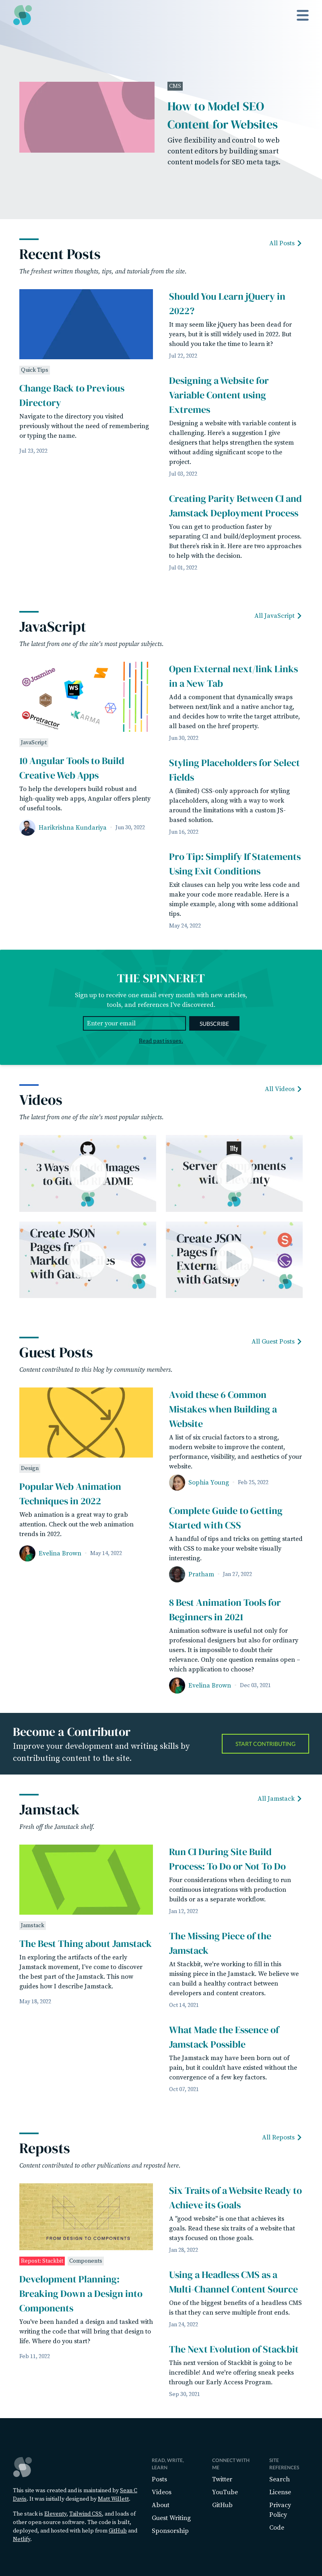 CMS
How to Model SEO
Content for Websites
Give flexibility and control to web
content editors by building smart
content models for SEO meta tags.
Recent Posts
All Posts
The freshest written thoughts, tips, and tutorials from the site.
Quick Tips
Change Back to Previous
Directory
Navigate to the directory you visited
previously without the need of remembering
or typing the name.
Jul 23, 2022
Should You Learn jQuery in
2022?
It may seem like jQuery has been dead for
years, but it is still widely used in 2022. But
should you take the time to learn it?
Jul 22, 2022
Designing a Website for
Variable Content using
Extremes
Designing a website with variable content is
challenging. Here's a suggestion I give
designers that helps strengthen the system
without adding significant scope to the
project.
Jul 03, 2022
Creating Parity Between CI and
Jamstack Deployment Process
You can get to production faster by
separating CI and build/deployment process.
But there's risk in it. Here are two approaches
to help with the decision.
Jul 01, 2022
JavaScript
All JavaScript
The latest from one of the site's most popular subjects.
Jasmine
WS
Protractor
KARMA
JavaScript
10 Angular Tools to Build
Creative Web Apps
To help the developers build robust and
high-quality web apps, Angular offers plenty
of useful tools.
Harikrishna Kundariya
Jun 30, 2022
Open External next/link Links
in a New Tab
Add a component that dynamically swaps
between next/link and a native anchor tag,
and decides how to write the target attribute,
all based on the href property.
Jun 30, 2022
Styling Placeholders for Select
Fields
A (limited) CSS-only approach for styling
placeholders, along with a way to work
around the limitations with a custom JS-
based solution.
Jun 16, 2022
Pro Tip: Simplify If Statements
Using Exit Conditions
Exit clauses can help you write less code and
make your code more readable. Here is a
simple example, along with some additional
tips.
May 24, 2022
THE SPINNERET
Sign up to receive one email every month with new articles,
tools, and references I've discovered.
Enter your email
SUBSCRIBE
Read past issues.
Videos
All Videos
The latest from one of the site's most popular subjects.
3 Ways Images
to Git ADME
Server onents
with nty
11ty
Create JSON
Pages from
Markdo es
with Gatsby
Create JSON
Pages from
Externa ta
with Gatsby
Guest Posts
All Guest Posts
Content contributed to this blog by community members.
Design
Popular Web Animation
Techniques in 2022
Web animation is a great way to grab
attention. Check out the web animation
trends in 2022.
Evelina Brown
May 14, 2022
Avoid these 6 Common
Mistakes when Building a
Website
A list of six crucial factors to a strong,
modern website to improve the content,
performance, visibility, and aesthetics of your
website.
Sophia Young
Feb 25, 2022
Complete Guide to Getting
Started with CSS
A handful of tips and tricks on getting started
with CSS to make your website visually
interesting.
Pratham
Jan 27, 2022
8 Best Animation Tools for
Beginners in 2021
Animation software is useful not only for
professional designers but also for ordinary
users. It is impossible to doubt their
relevance. Only one question remains open –
which application to choose?
Evelina Brown
Dec 03, 2021
Become a Contributor
Improve your development and writing skills by
contributing content to the site.
START CONTRIBUTING
Jamstack
All Jamstack
Fresh off the Jamstack shelf.
Jamstack
The Best Thing about Jamstack
In exploring the artifacts of the early
Jamstack movement, I've come to discover
the best part of the Jamstack. This now
guides how I describe Jamstack.
May 18, 2022
Run CI During Site Build
Process: To Do or Not To Do
Four considerations when deciding to run
continuous integrations with production
builds or as a separate workflow.
Jan 12, 2022
The Missing Piece of the
Jamstack
At Stackbit, we're working to fill in this
missing piece in the Jamstack. We believe we
can build a healthy contract between
developers and content creators.
Oct 14, 2021
What Made the Essence of
Jamstack Possible
The Jamstack may have been born out of
pain, but it couldn't have existed without the
convergence of a few key factors.
Oct 07, 2021
Reposts
All Reposts
Content contributed to other publications and reposted here.
FROM DESIGN TO COMPONENTS
Repost: Stackbit
Components
Development Planning:
Breaking Down a Design into
Components
You've been handed a design and tasked with
writing the code that will bring that design to
life. Where do you start?
Feb 11, 2022
Six Traits of a Website Ready to
Achieve its Goals
A "good website" is one that achieves its
goals. Read these six traits of a website that
stays focused on those goals.
Jan 28, 2022
Using a Headless CMS as a
Multi-Channel Content Source
One of the biggest benefits of a headless CMS
is that they can serve multiple front ends.
Jan 24, 2022
The Next Evolution of Stackbit
This next version of Stackbit is going to be
incredible! And we're offering sneak peeks
through our Early Access Program.
Sep 30, 2021
This site was created and is maintained by Sean C
Davis. It was initially designed by Matt Willett.
The stack is Eleventy, Tailwind CSS, and loads of
other open-source software. The code is built,
deployed, and hosted with help from GitHub and
Netlify.
READ, WRITE,
LEARN
Posts
Videos
About
Guest Writing
Sponsorship
CONNECT WITH
ME
Twitter
YouTube
GitHub
SITE
REFERENCES
Search
License
Privacy
Policy
Code